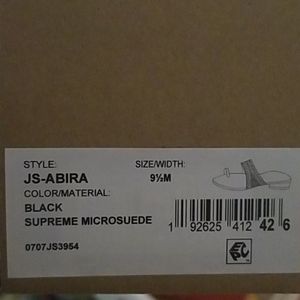 STYLE: SIZE/WIDTH:
JS-ABIRA 9½M
COLOR/MATERIAL:
BLACK
SUPREME MICROSUEDE
1 92625 412 42 6
0707JS3954